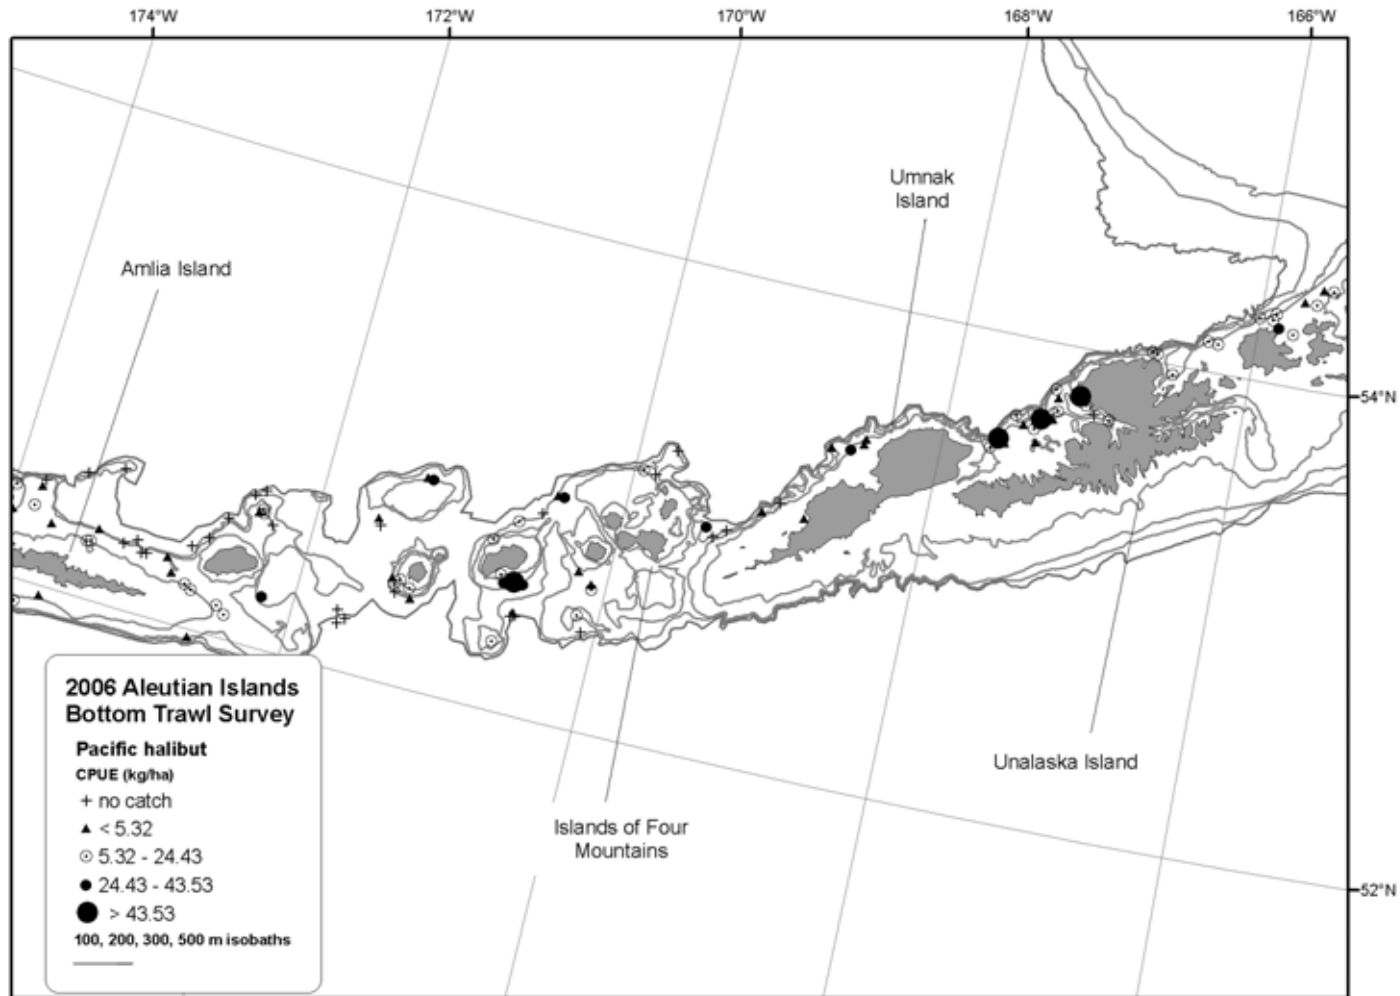 174°W 172°W 170°W 168°W 166°W
Umnak
Island
Amlia Island
54°N
Unalaska Island
Islands of Four
Mountains
52°N
2006 Aleutian Islands
Bottom Trawl Survey
Pacific halibut
CPUE (kg/ha)
+ no catch
▲ < 5.32
⊙ 5.32 - 24.43
● 24.43 - 43.53
● > 43.53
100, 200, 300, 500 m isobaths